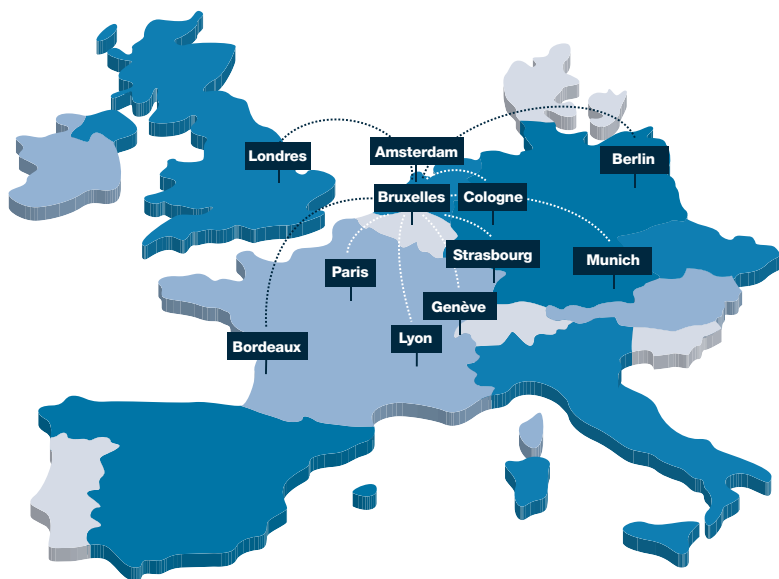 Londres
Amsterdam
Berlin
Bruxelles
Cologne
Strasbourg
Munich
Paris
Genève
Lyon
Bordeaux